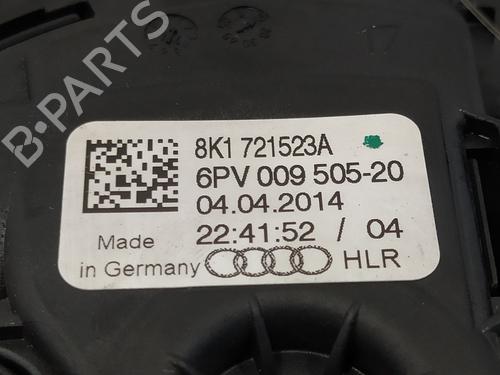 B-PARTS
8K1 721523A
6PV 009 505-20
04.04.2014
22:41:52 / 04
Made
in Germany
HLR